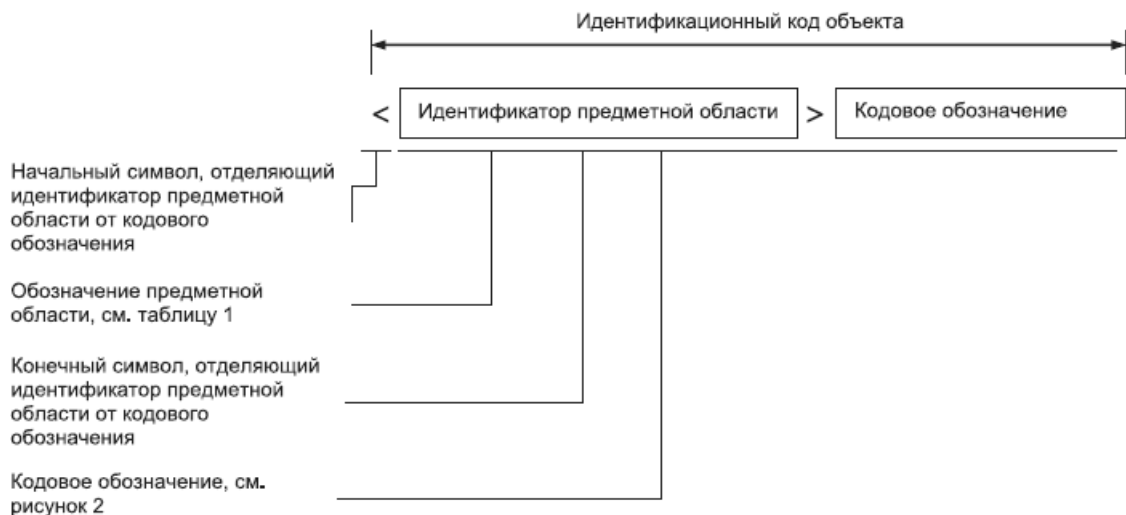 Идентификационный код объекта
< Идентификатор предметной области > Кодовое обозначение
Начальный символ, отделяющий
идентификатор предметной
области от кодового
обозначения
Обозначение предметной
области, см. таблицу 1
Конечный символ, отделяющий
идентификатор предметной
области от кодового
обозначения
Кодовое обозначение, см.
рисунок 2